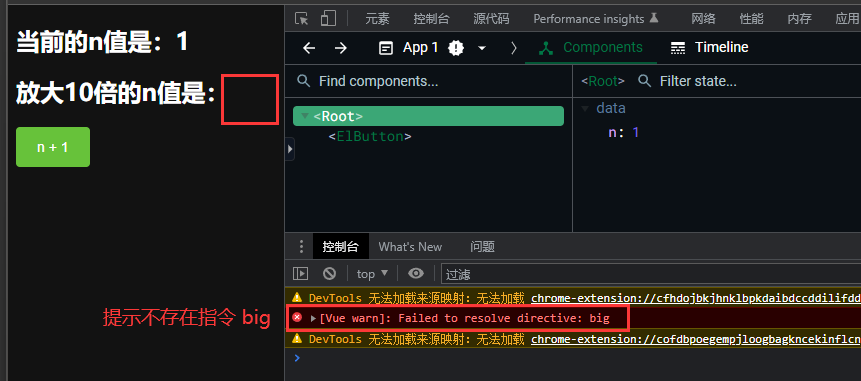 当前的n值是：1
放大10倍的n值是：
n + 1
提示不存在指令 big
元素 控制台 源代码 Performance insights 网络 性能 内存 应用
App 1 Components Timeline
Find components... <Root> Filter state...
<Root>
<ElButton>
data
n: 1
控制台 What's New 问题
top 过滤
DevTools 无法加载来源映射：无法加载 chrome-extension://cfhdojbkjhnklbpkdaibdccddilifdd
[Vue warn]: Failed to resolve directive: big
DevTools 无法加载来源映射：无法加载 chrome-extension://cofdbpoegempjloogbagkncekinflcn